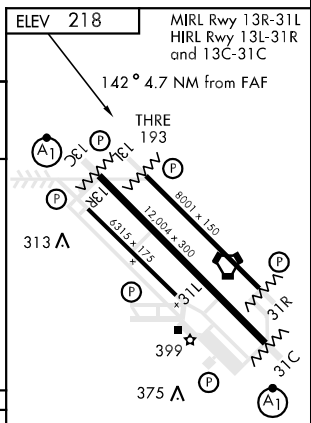 ELEV 218
MIRL Rwy 13R-31L
HIRL Rwy 13L-31R
and 13C-31C
142° 4.7 NM from FAF
THRE
193
A1
P
13C
13L
P
P
13R
8001 x 150
12,004 x 300
6315 x 175
313
P
31L
P
31R
399
31C
375
P
A1